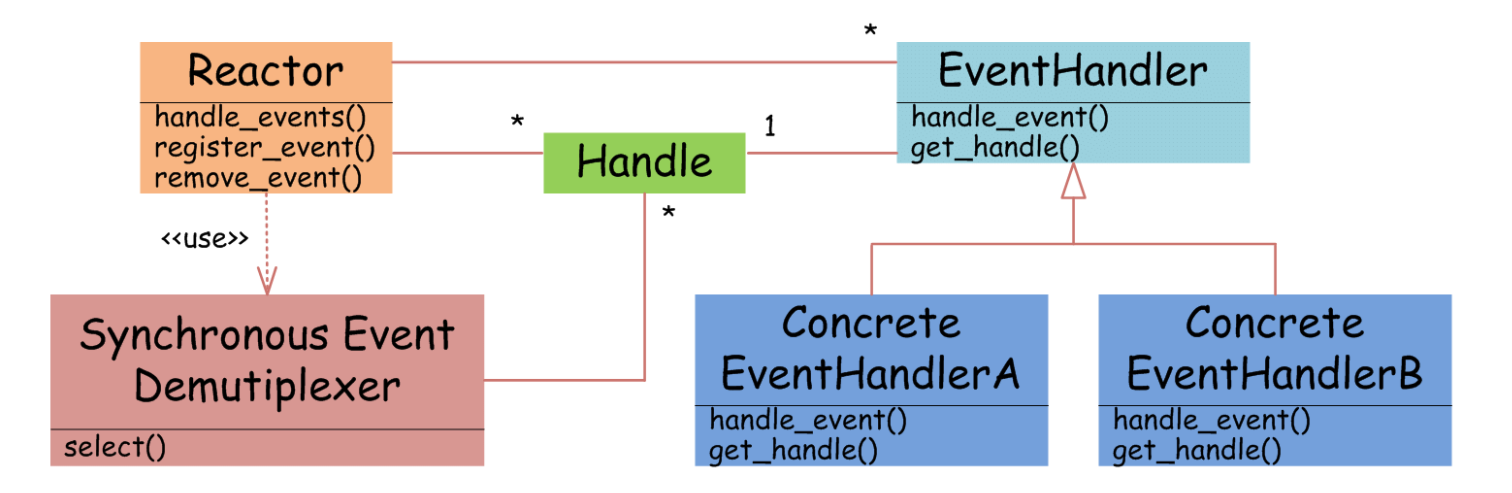 Reactor
handle_events()
register_event()
remove_event()
*
EventHandler
handle_event()
get_handle()
*
Handle
1
*
<<use>>
Synchronous Event
Demutiplexer
select()
Concrete
EventHandlerA
handle_event()
get_handle()
Concrete
EventHandlerB
handle_event()
get_handle()